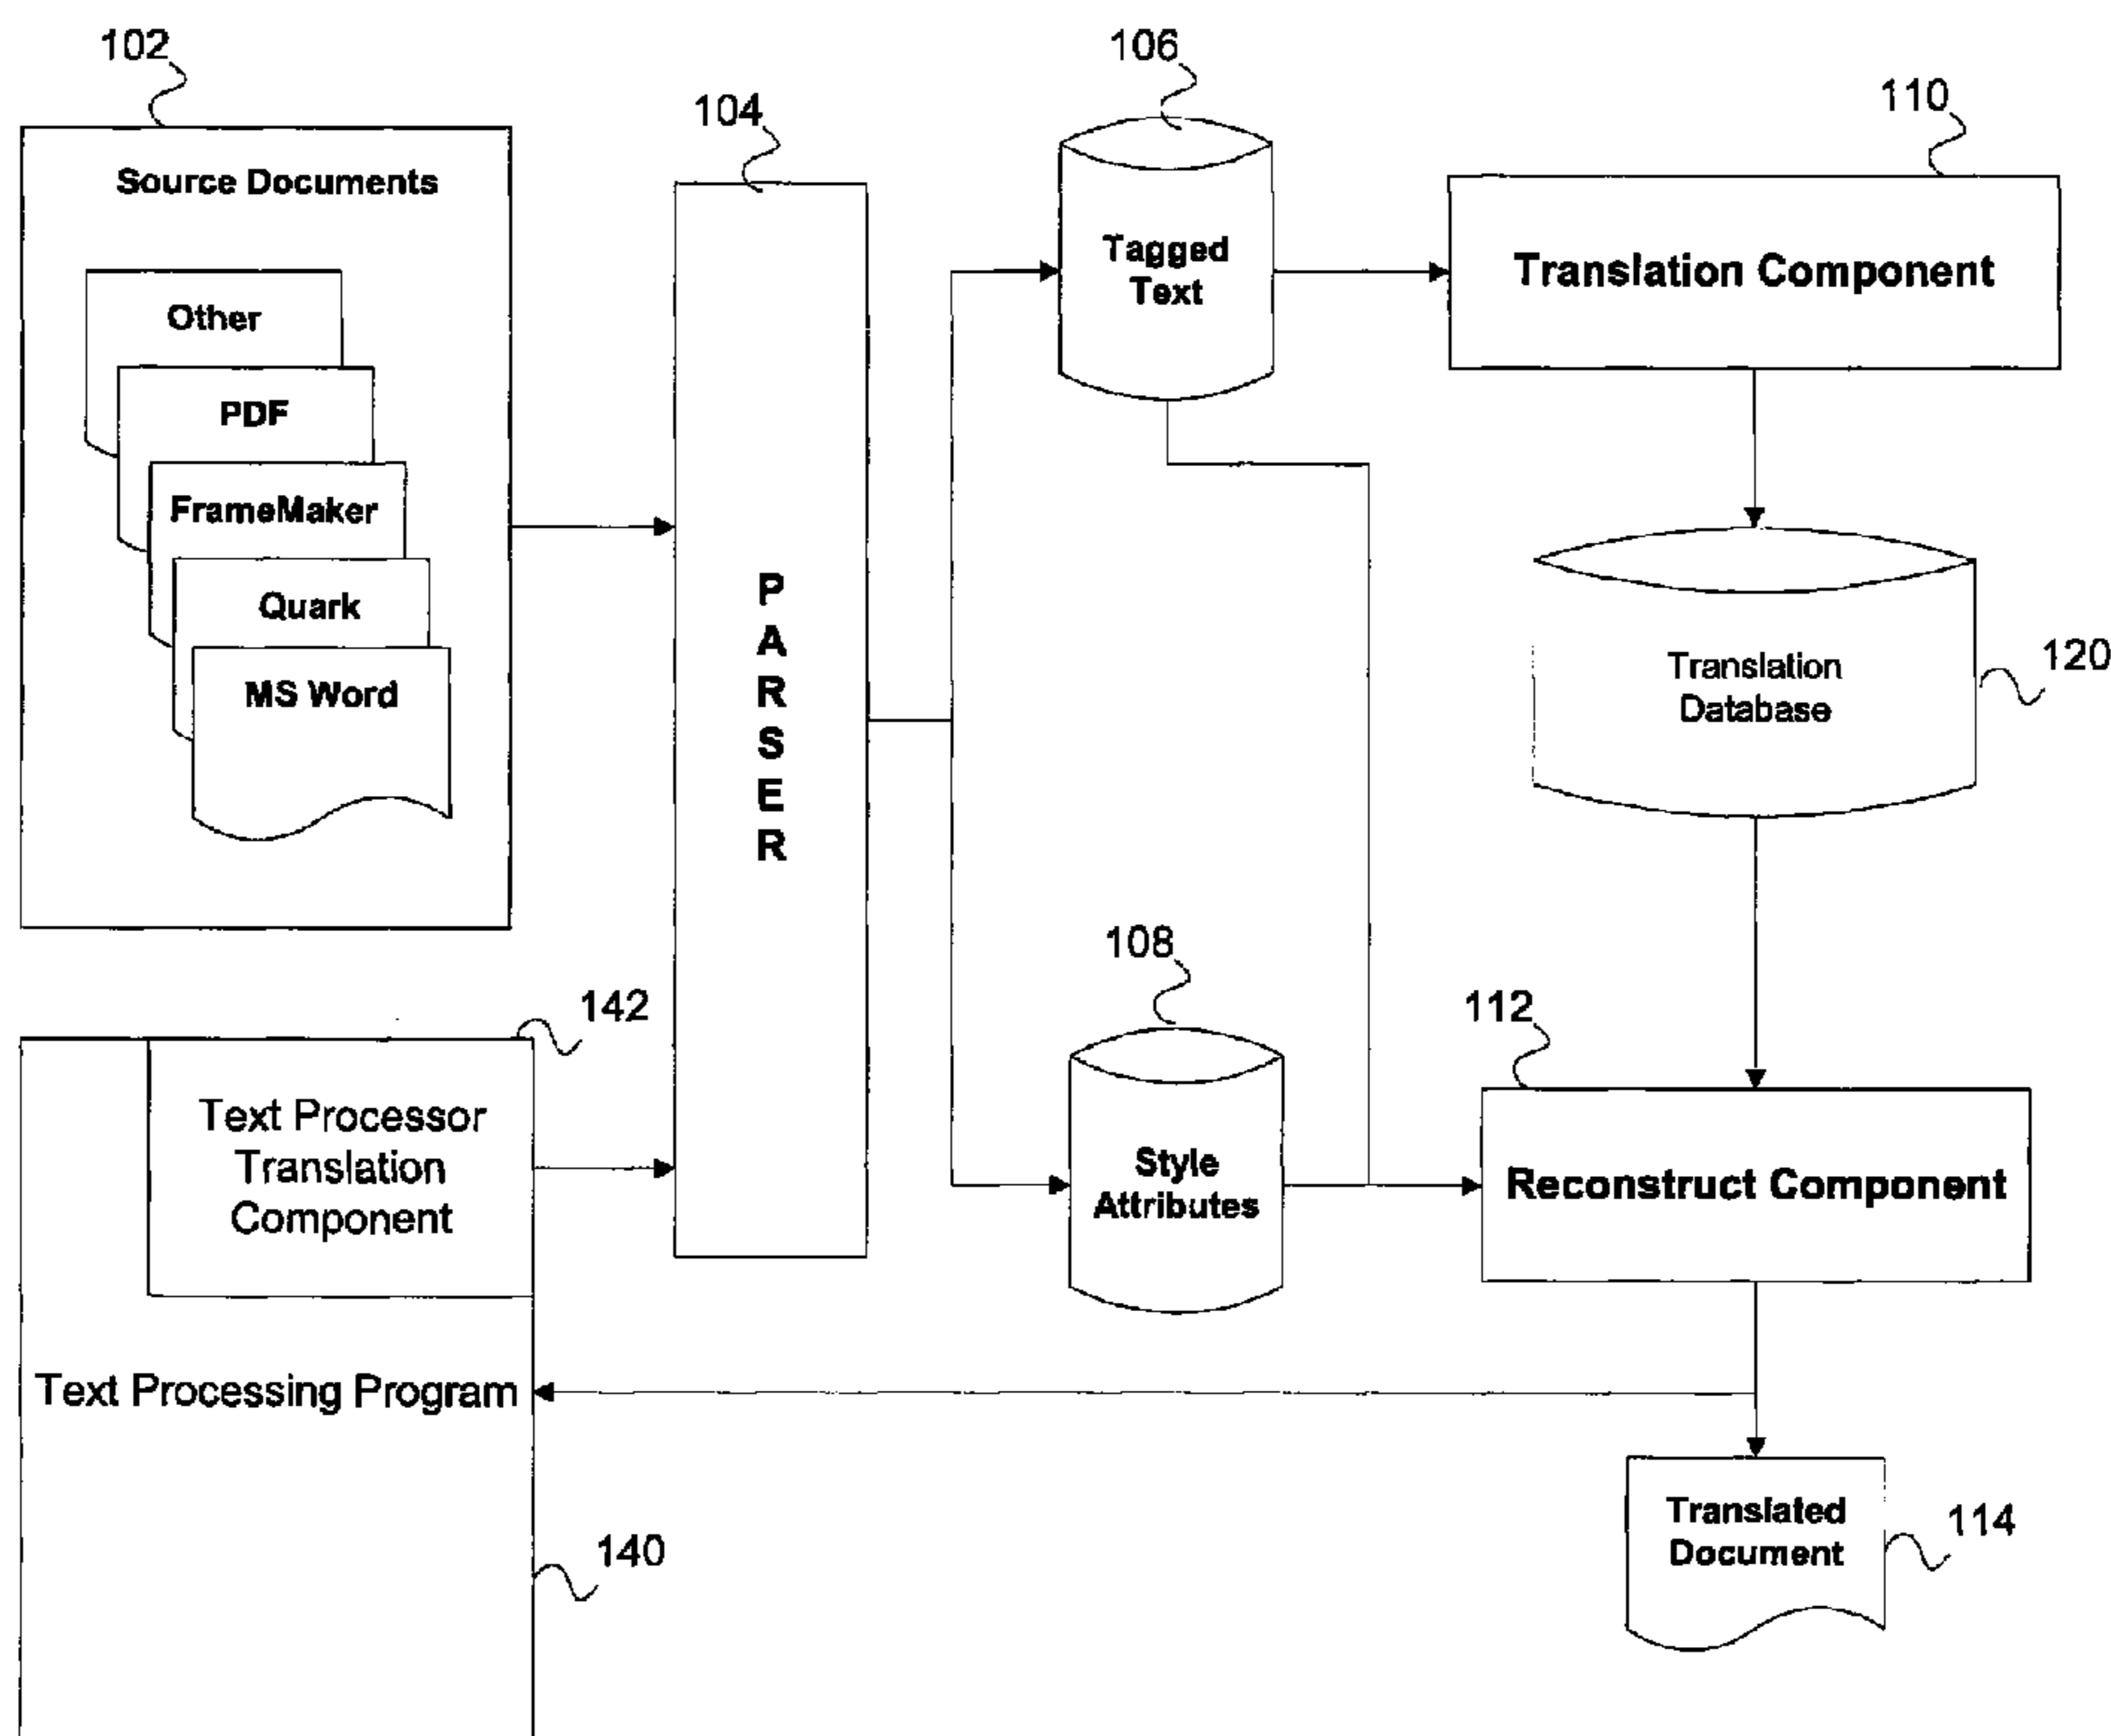 102
Source Documents
Other
PDF
FrameMaker
Quark
MS Word
104
P
A
R
S
E
R
106
Tagged
Text
110
Translation Component
Translation
Database
120
108
Style
Attributes
112
Reconstruct Component
142
Text Processor
Translation
Component
Text Processing Program
140
Translated
Document
114